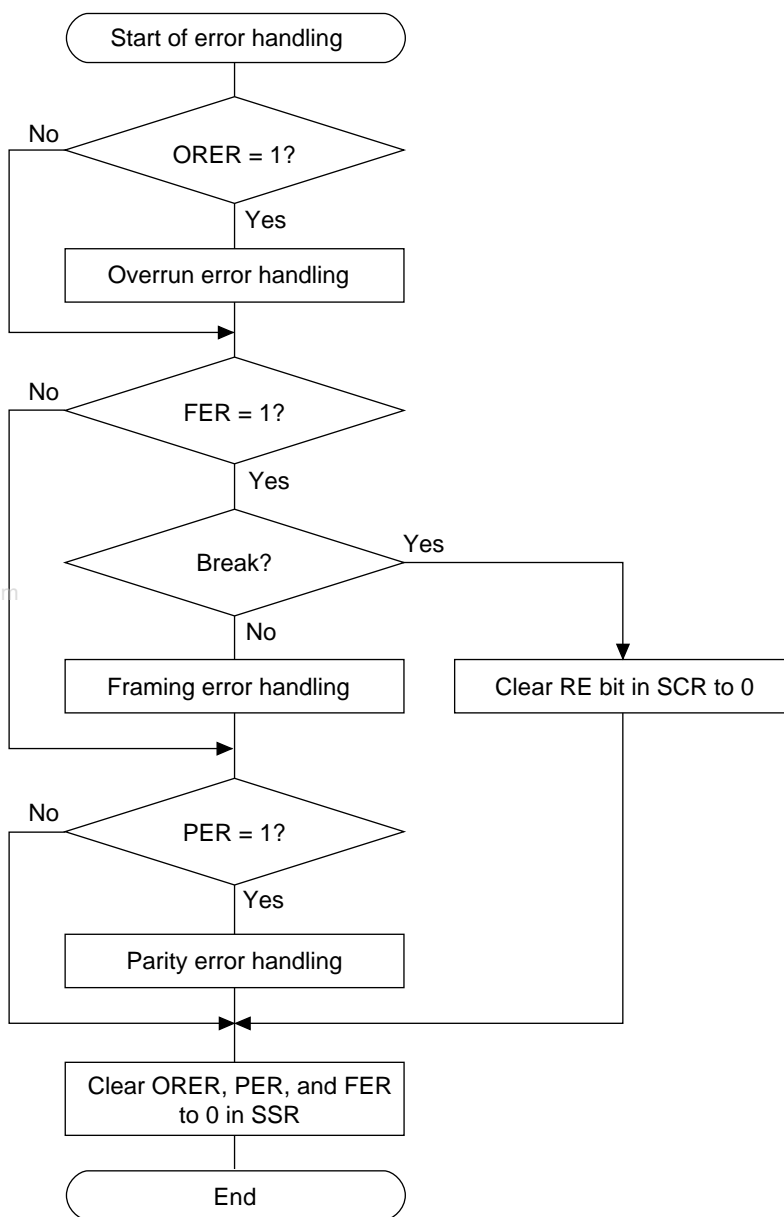 Start of error handling
No
ORER = 1?
Yes
Overrun error handling
No
FER = 1?
Yes
Break?
Yes
No
Framing error handling
Clear RE bit in SCR to 0
No
PER = 1?
Yes
Parity error handling
Clear ORER, PER, and FER
to 0 in SSR
End